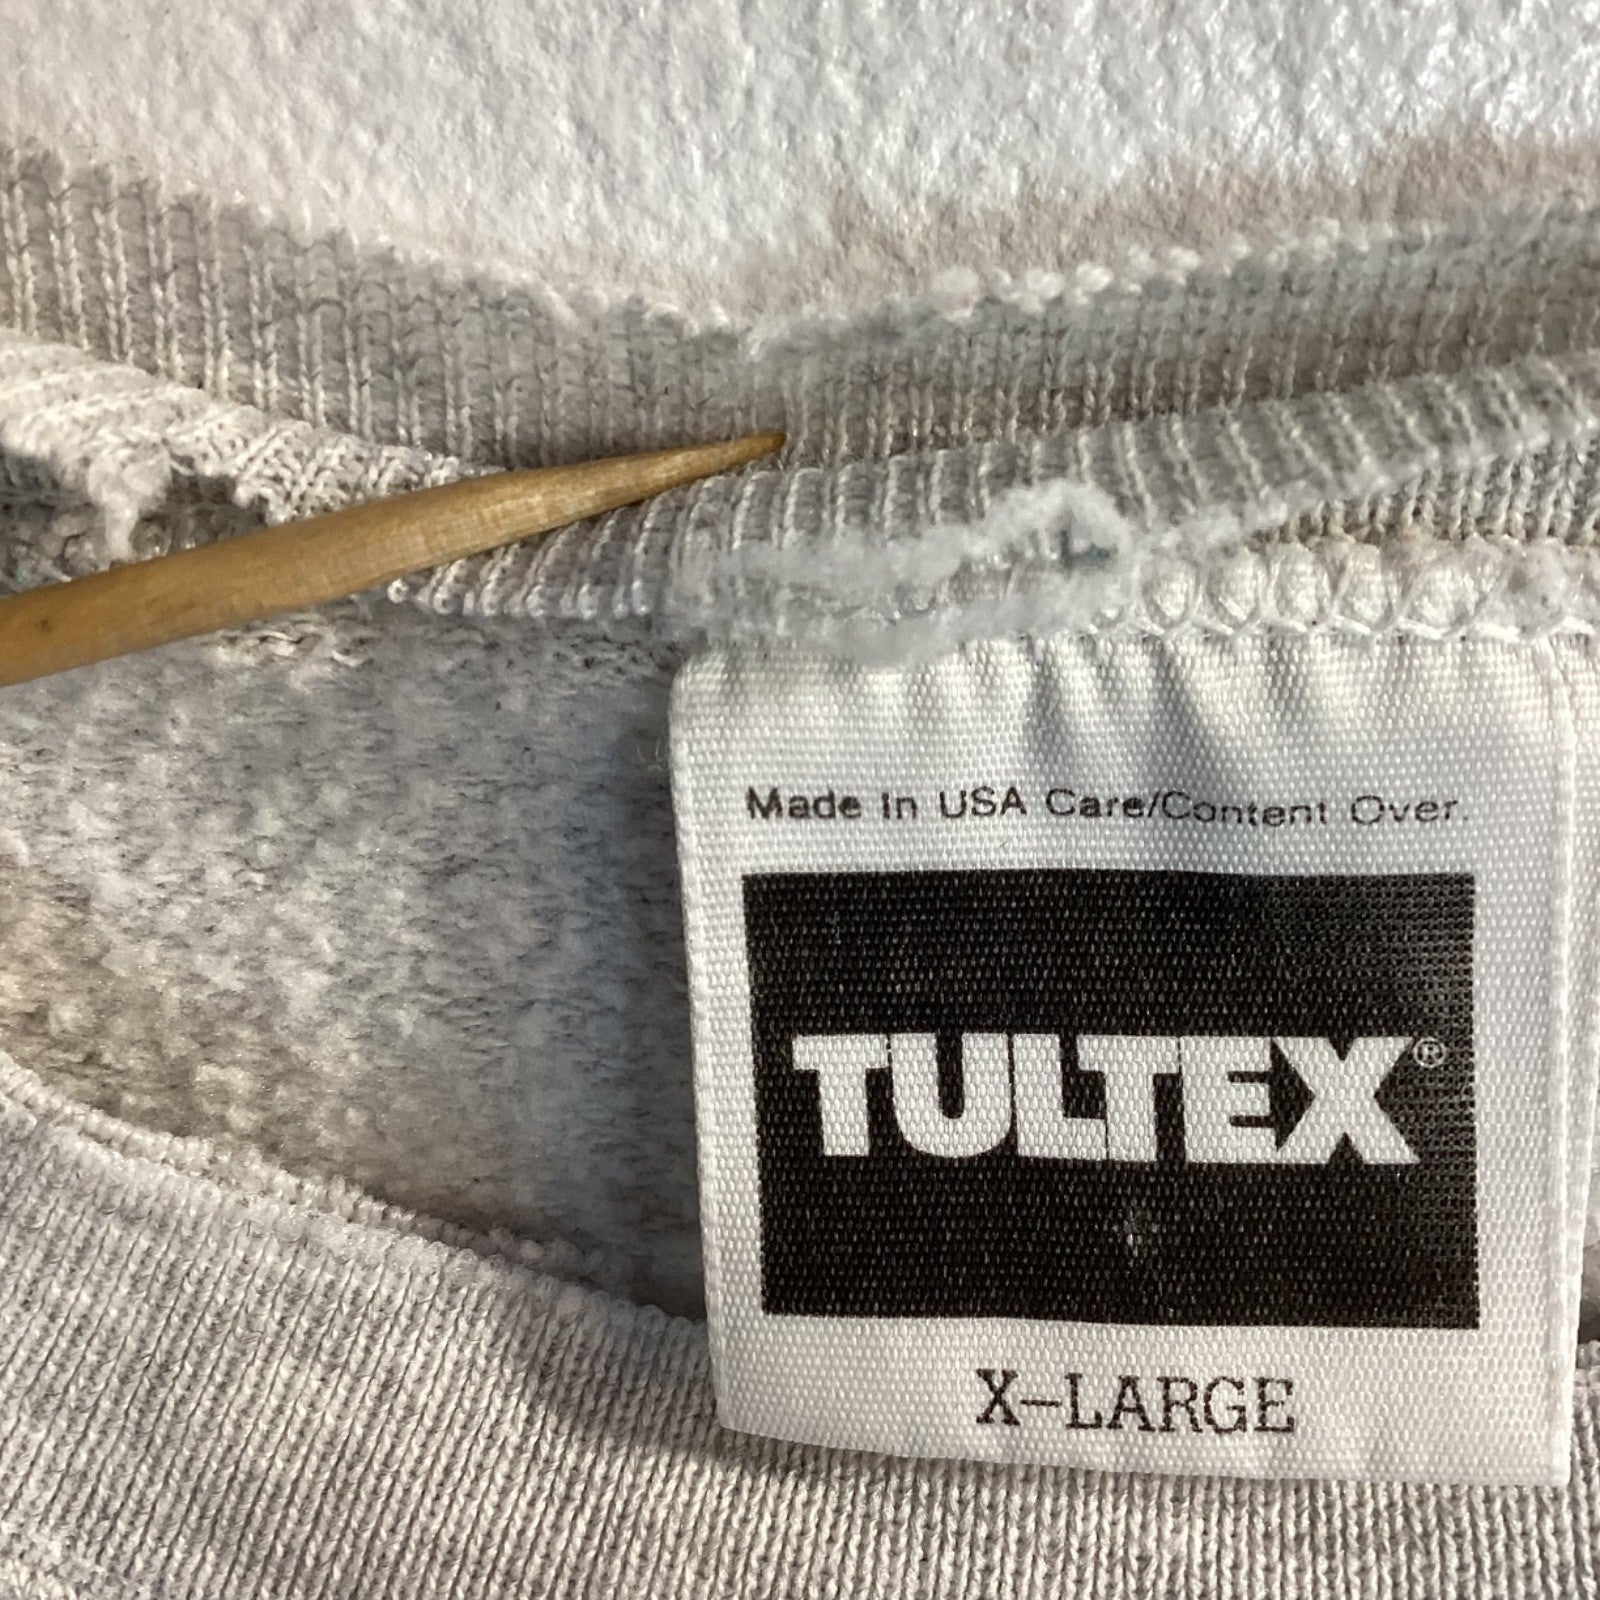 Made In USA Care/Content Over.
TULTEX®
X-LARGE